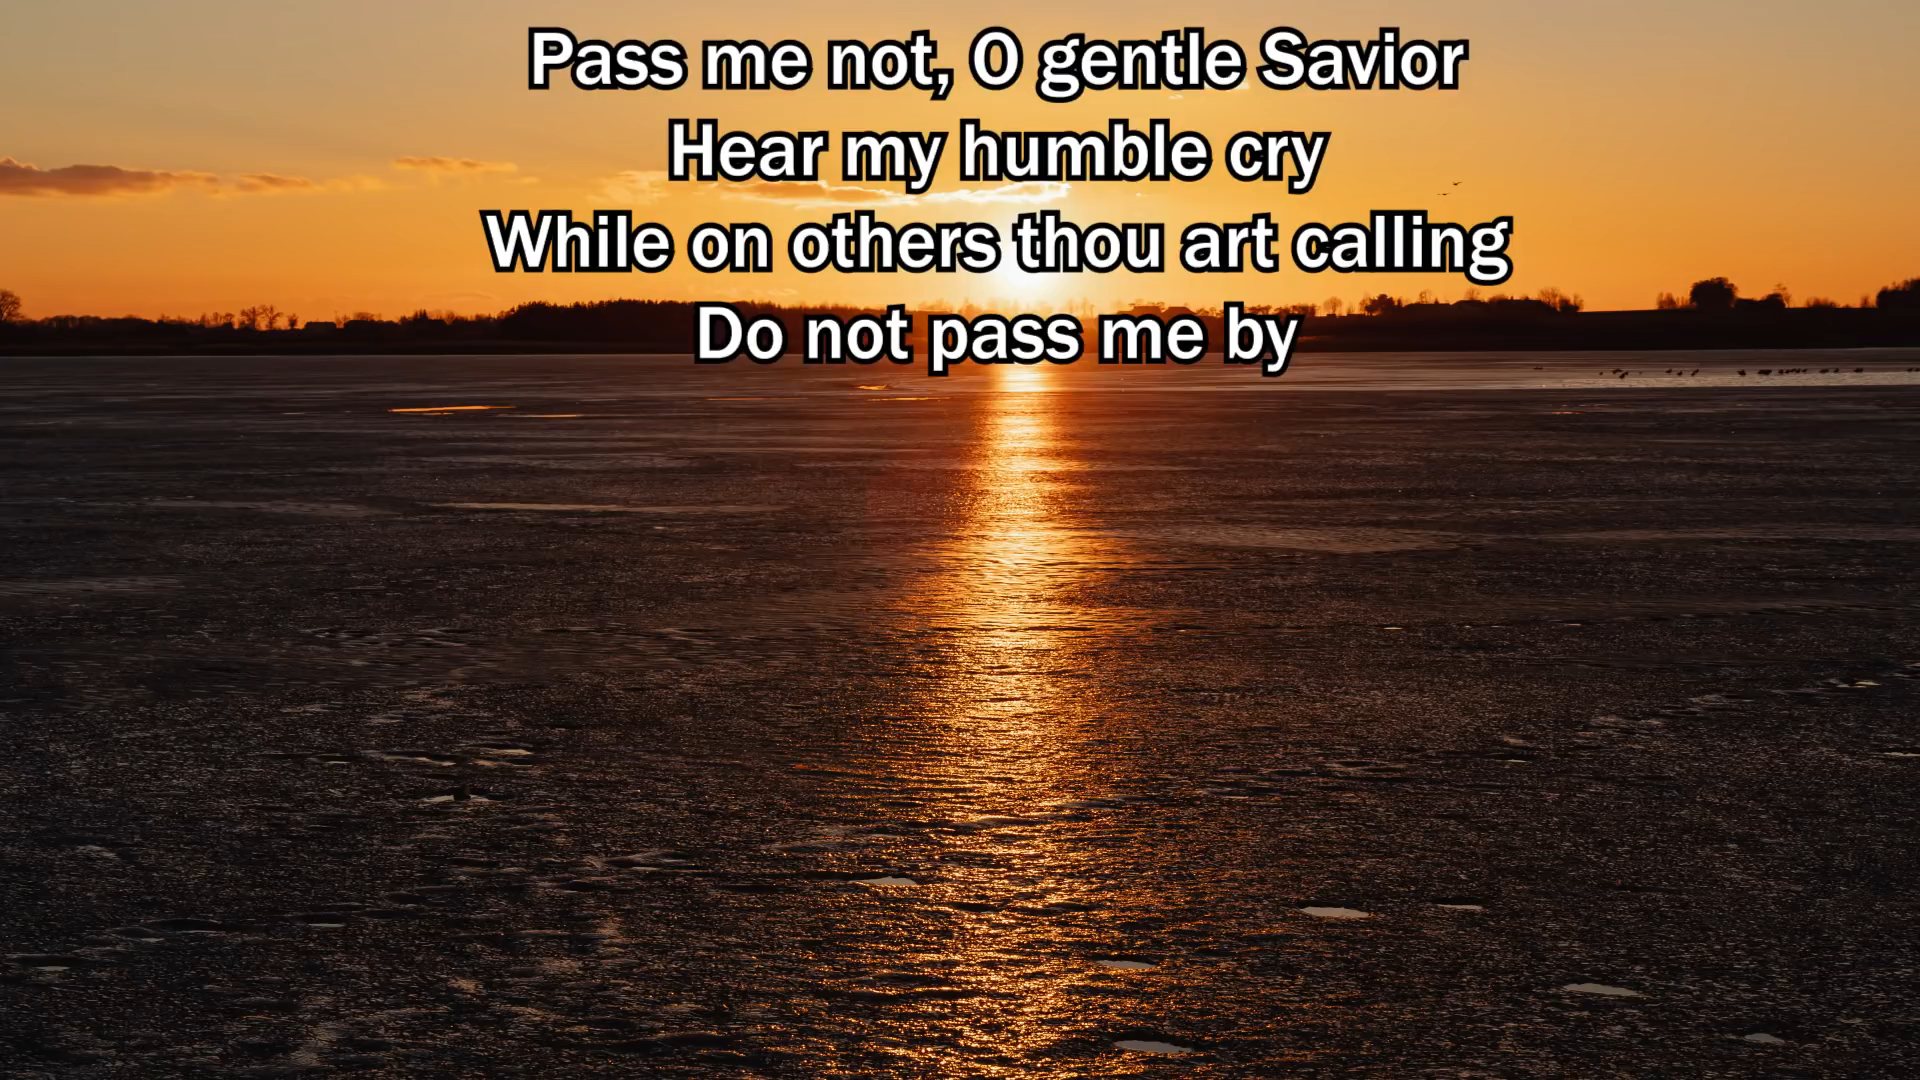 Pass me not, O gentle Savior
Hear my humble cry
While on others thou art calling
Do not pass me by